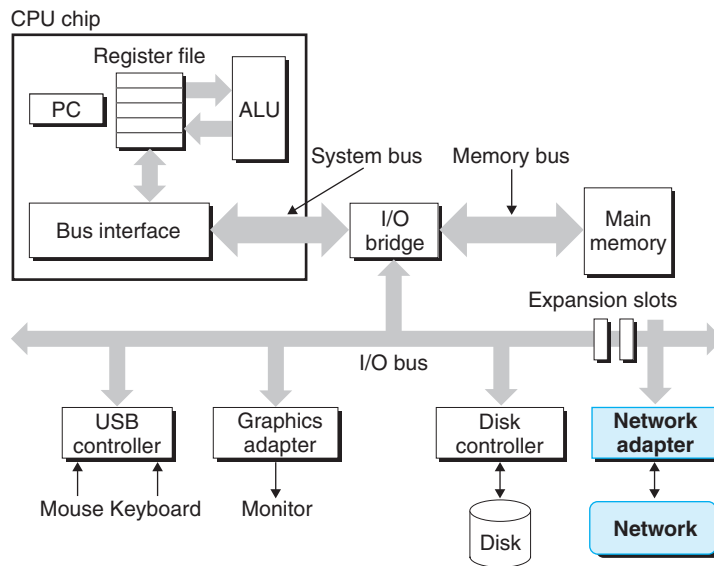 CPU chip
Register file
PC
ALU
System bus
Memory bus
Bus interface
I/O
bridge
Main
memory
Expansion slots
I/O bus
USB
controller
Graphics
adapter
Disk
controller
Network
adapter
Mouse Keyboard
Monitor
Disk
Network